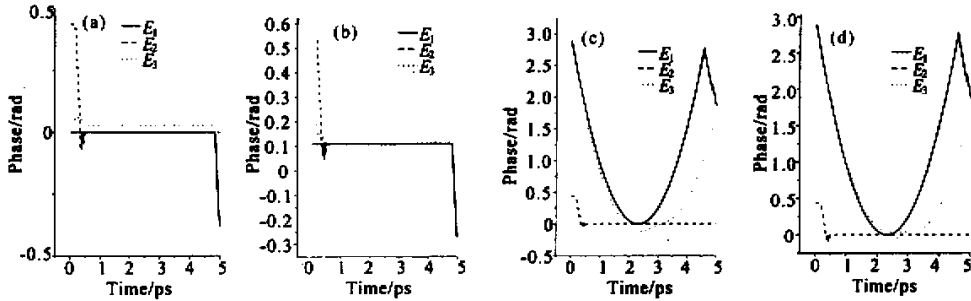 (a)
E₁
E₂
E₃
Phase/rad
0.5
0
-0.5
0 1 2 3 4 5
Time/ps
(b)
E₁
E₂
E₃
Phase/rad
0.6
0.5
0.4
0.3
0.2
0.1
0
-0.1
-0.2
-0.3
0 1 2 3 4 5
Time/ps
(c)
E₁
E₂
E₃
Phase/rad
3.0
2.5
2.0
1.5
1.0
0.5
0
-0.5
0 1 2 3 4 5
Time/ps
(d)
E₁
E₂
E₃
Phase/rad
3.0
2.5
2.0
1.5
1.0
0.5
0
0 1 2 3 4 5
Time/ps